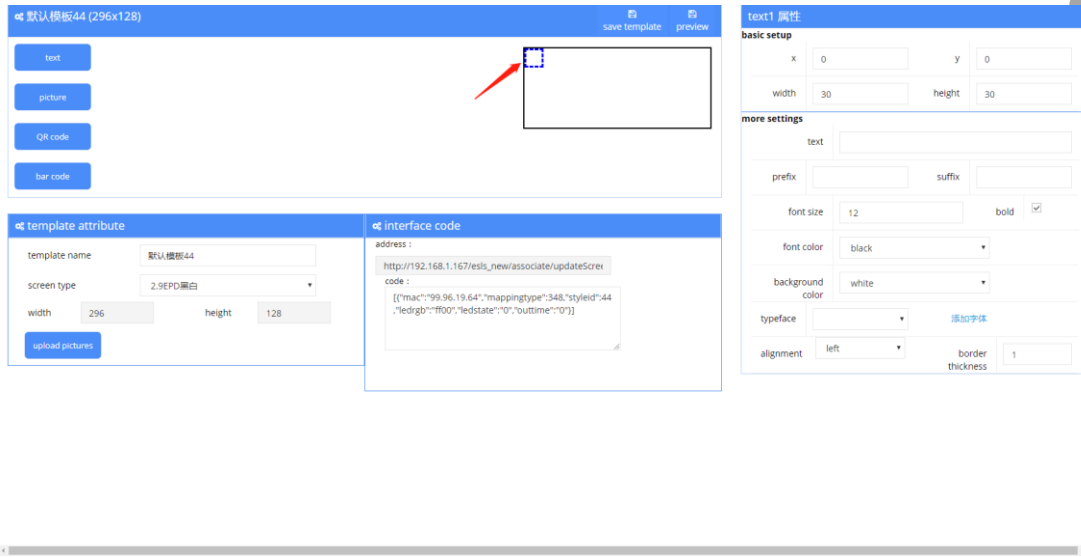 默认模板44 (296x128)
save template
preview
text
picture
QR code
bar code
template attribute
template name
默认模板44
screen type
2.9EPD黑白
width
296
height
128
upload pictures
interface code
address :
http://192.168.1.167/esls_new/associate/updateScree
code :
[{"mac":"99.96.19.64","mappingtype":348,"styleid":44
,"ledrgb":"ff00","ledstate":"0","outtime":"0"}]
text1 属性
basic setup
x
0
y
0
width
30
height
30
more settings
text
prefix
suffix
font size
12
bold
font color
black
background
color
white
typeface
添加字体
alignment
left
border
thickness
1